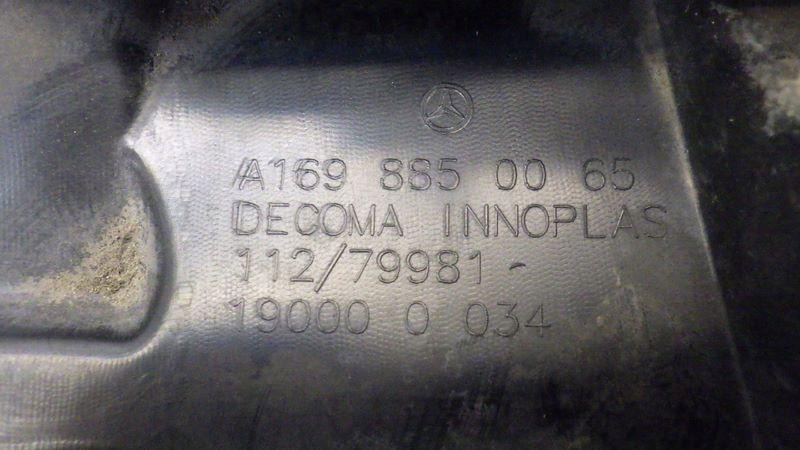 A169 885 00 65
DECOMA INNOPLAS
112/79981-
19000 0 034